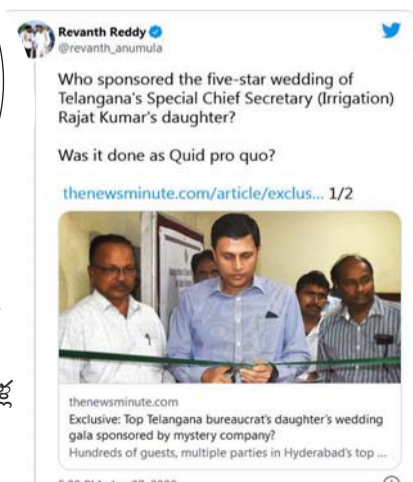 Revanth Reddy
@revanth_anumula
Who sponsored the five-star wedding of
Telangana's Special Chief Secretary (Irrigation)
Rajat Kumar's daughter?
Was it done as Quid pro quo?
thenewsminute.com/article/exclus... 1/2
thenewsminute.com
Exclusive: Top Telangana bureaucrat's daughter's wedding
gala sponsored by mystery company?
Hundreds of guests, multiple parties in Hyderabad's top ...